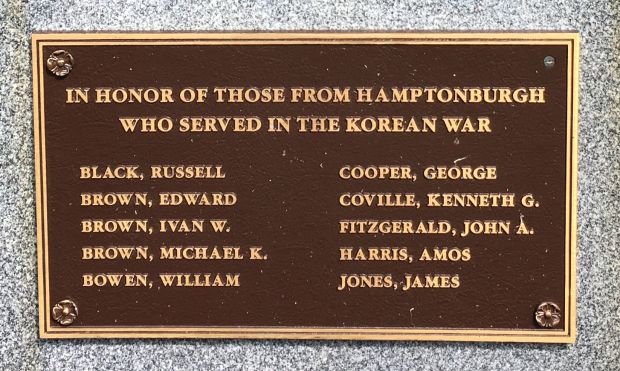 IN HONOR OF THOSE FROM HAMPTONBURGH
WHO SERVED IN THE KOREAN WAR
BLACK, RUSSELL
BROWN, EDWARD
BROWN, IVAN W.
BROWN, MICHAEL K.
BOWEN, WILLIAM
COOPER, GEORGE
COVILLE, KENNETH G.
FITZGERALD, JOHN A.
HARRIS, AMOS
JONES, JAMES